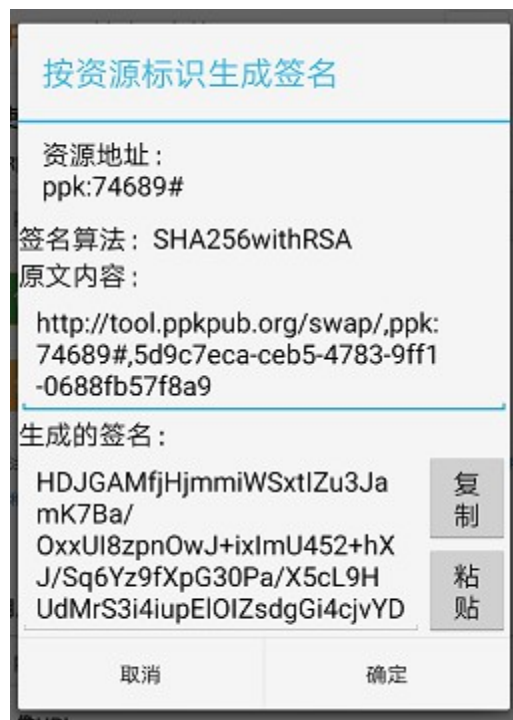 按资源标识生成签名
资源地址：
ppk:74689#
签名算法：SHA256withRSA
原文内容：
http://tool.ppkpub.org/swap/,ppk:
74689#,5d9c7eca-ceb5-4783-9ff1
-0688fb57f8a9
生成的签名：
HDJGAMfjHjmmiWSxtIZu3Ja
mK7Ba/
OxxUI8zpnOwJ+ixImU452+hX
J/Sq6Yz9fXpG30Pa/X5cL9H
UdMrS3i4iupElOIZsdgGi4cjvYD
复制
粘贴
取消
确定